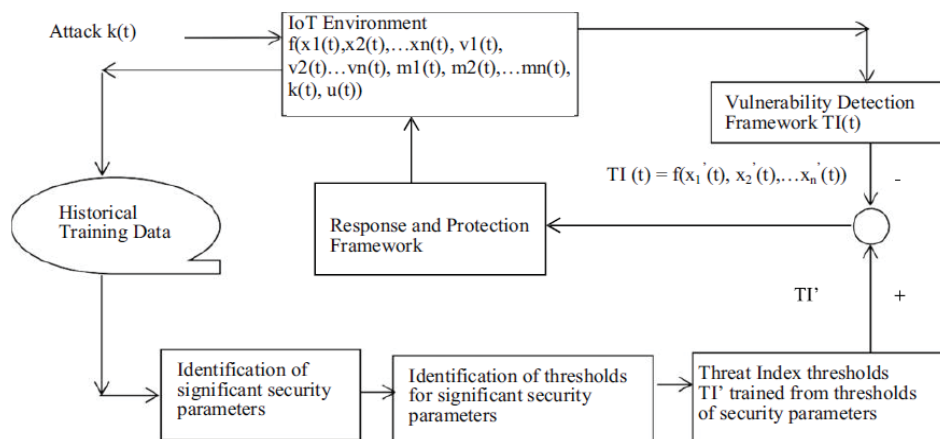 Attack k(t)
IoT Environment
f(x1(t),x2(t),…xn(t), v1(t),
v2(t)…vn(t), m1(t), m2(t),…mn(t),
k(t), u(t))
Vulnerability Detection
Framework TI(t)
TI (t) = f(x₁'(t), x₂'(t),…xₙ'(t))
-
Historical
Training Data
Response and Protection
Framework
TI’
+
Identification of
significant security
parameters
Identification of thresholds
for significant security
parameters
Threat Index thresholds
TI’ trained from thresholds
of security parameters